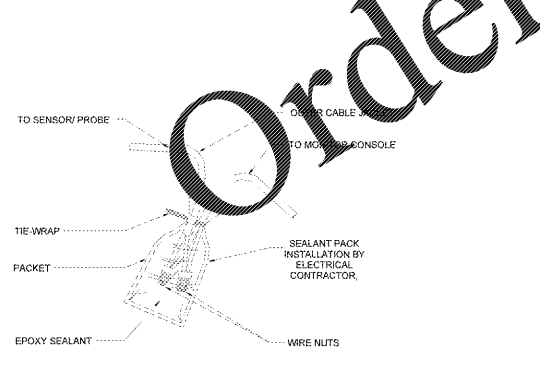 Order
TO SENSOR/ PROBE
OUTER CABLE JACKET
TO MONITOR CONSOLE
TIE-WRAP
SEALANT PACK
INSTALLATION BY
ELECTRICAL
CONTRACTOR,
PACKET
EPOXY SEALANT
WIRE NUTS